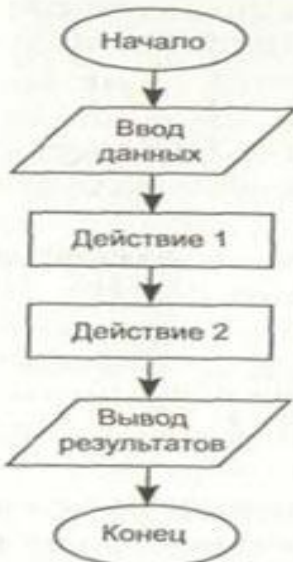 Начало
Ввод
данных
Действие 1
Действие 2
Вывод
результатов
Конец